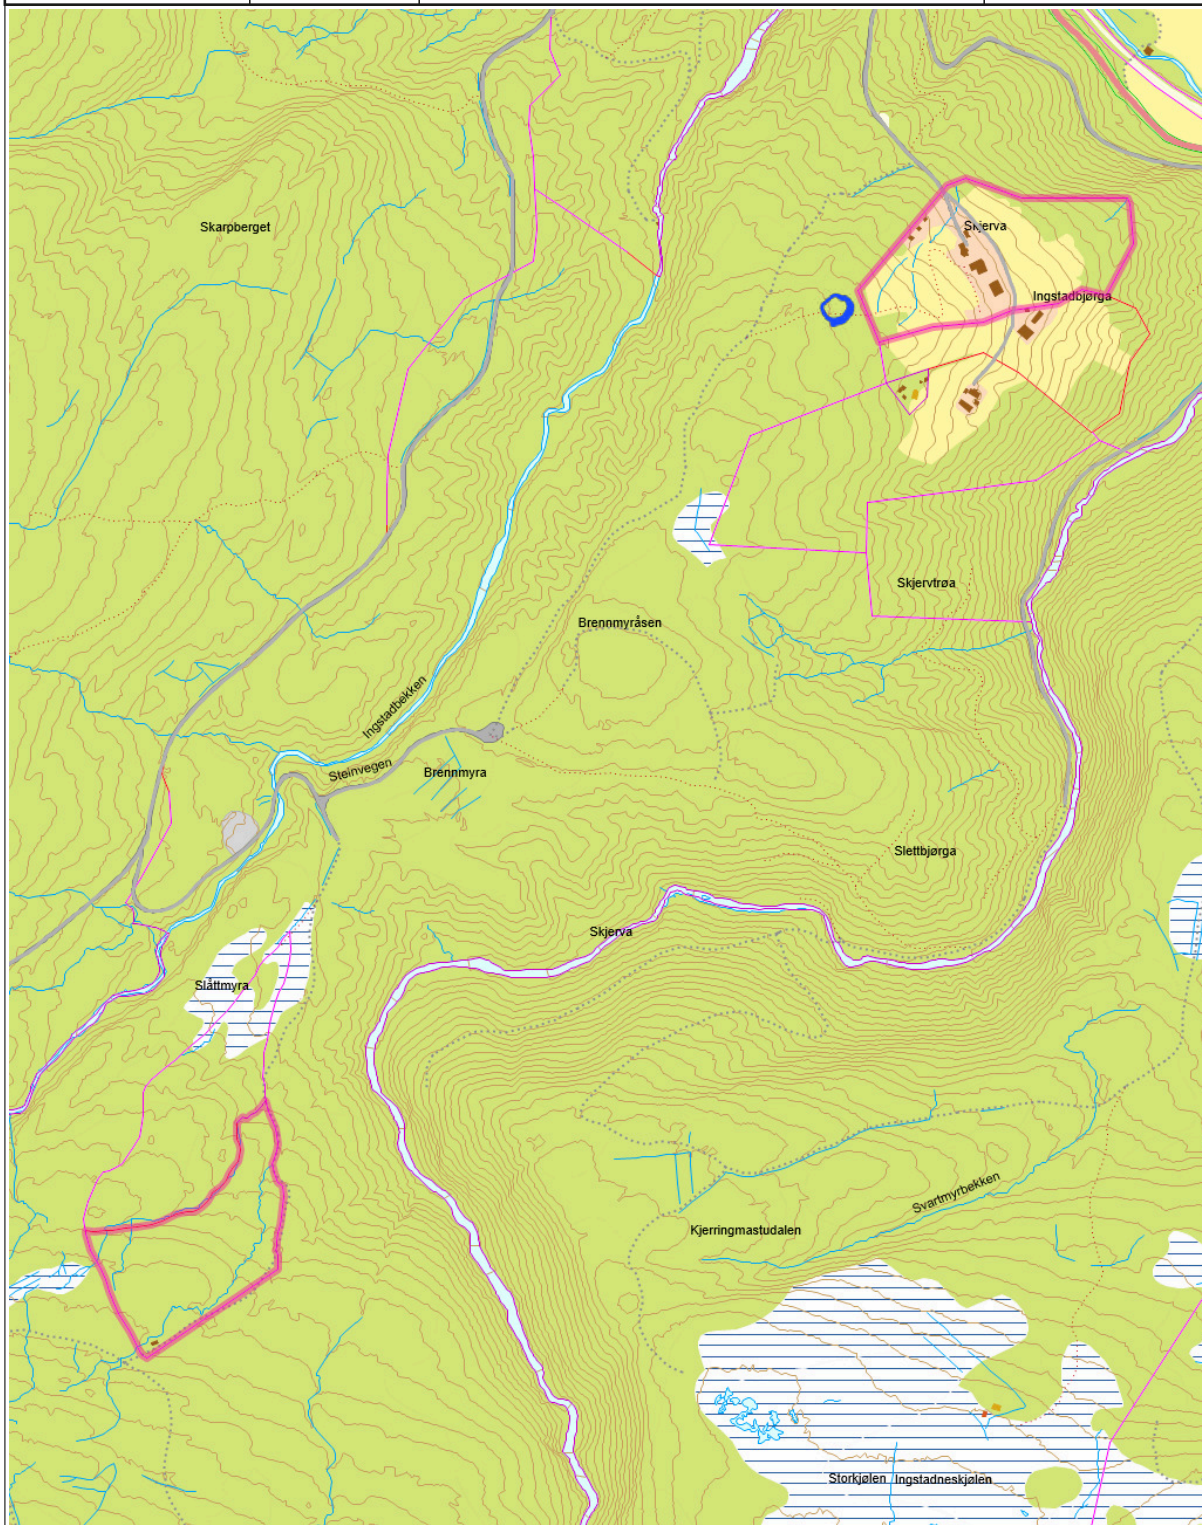 Skarpberget
Skjerva
Ingstadbjørga
Skjervtrøa
Brennmyråsen
Ingstadbekken
Steinvegen
Brennmyra
Slettbjørga
Skjerva
Slåttmyra
Svartmyrbekken
Kjerringmastudalen
Storkjølen
Ingstadneskjølen